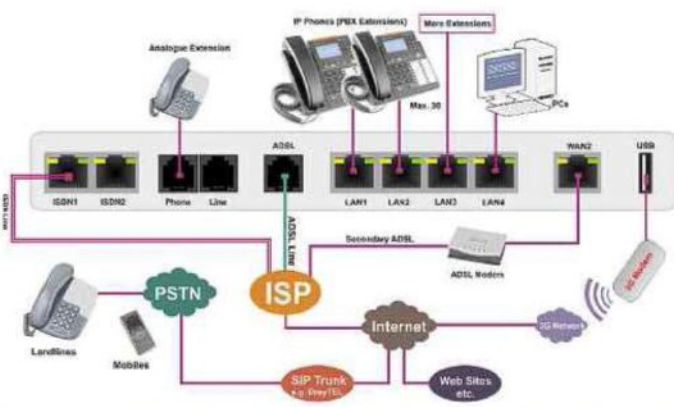 IP Phones (PBX Extensions)
More Extensions
Analogue Extension
Max. 30
PCs
ADSL
WAN2
USB
ISDN1
ISDN2
Phone
Line
LAN1
LAN2
LAN3
LAN4
ISDN Line
ADSL Line
Secondary ADSL
ADSL Modem
3G Modem
PSTN
ISP
Internet
3G Network
Landlines
Mobiles
SIP Trunk
e.g. DrayTEL
Web Sites
etc.